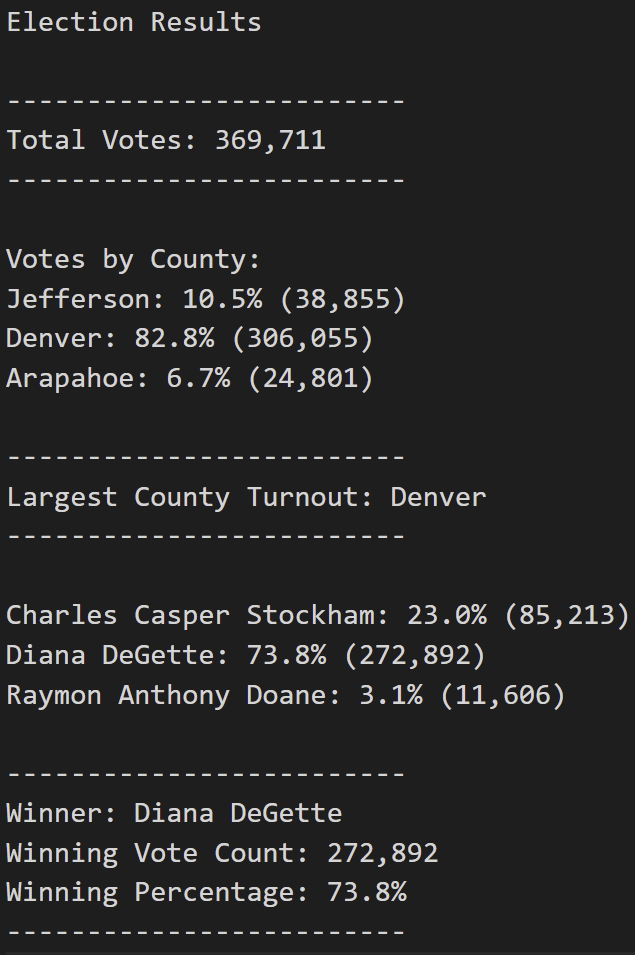 Election Results
-------------------------
Total Votes: 369,711
-------------------------
Votes by County:
Jefferson: 10.5% (38,855)
Denver: 82.8% (306,055)
Arapahoe: 6.7% (24,801)
-------------------------
Largest County Turnout: Denver
-------------------------
Charles Casper Stockham: 23.0% (85,213)
Diana DeGette: 73.8% (272,892)
Raymon Anthony Doane: 3.1% (11,606)
-------------------------
Winner: Diana DeGette
Winning Vote Count: 272,892
Winning Percentage: 73.8%
-------------------------